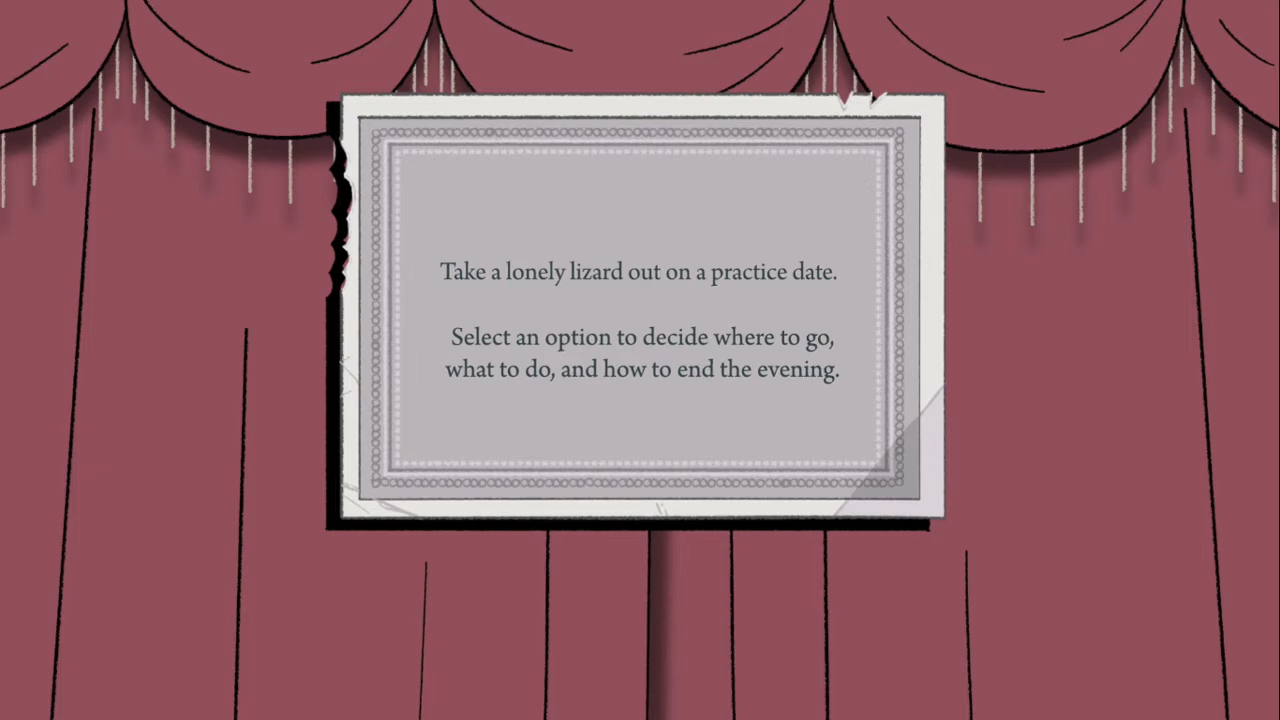 Take a lonely lizard out on a practice date.
Select an option to decide where to go,
what to do, and how to end the evening.